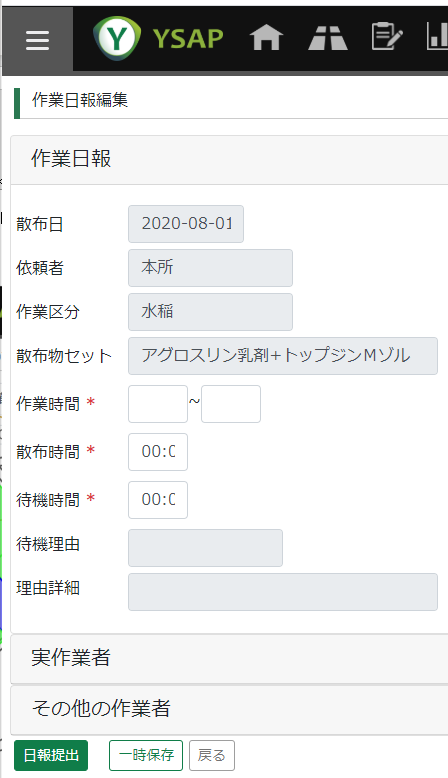 Y YSAP
作業日報編集
作業日報
散布日 2020-08-01
依頼者 本所
作業区分 水稲
散布物セット アグロスリン乳剤+トップジンMゾル
作業時間 * ~
散布時間 * 00:0
待機時間 * 00:0
待機理由
理由詳細
実作業者
その他の作業者
日報提出 一時保存 戻る